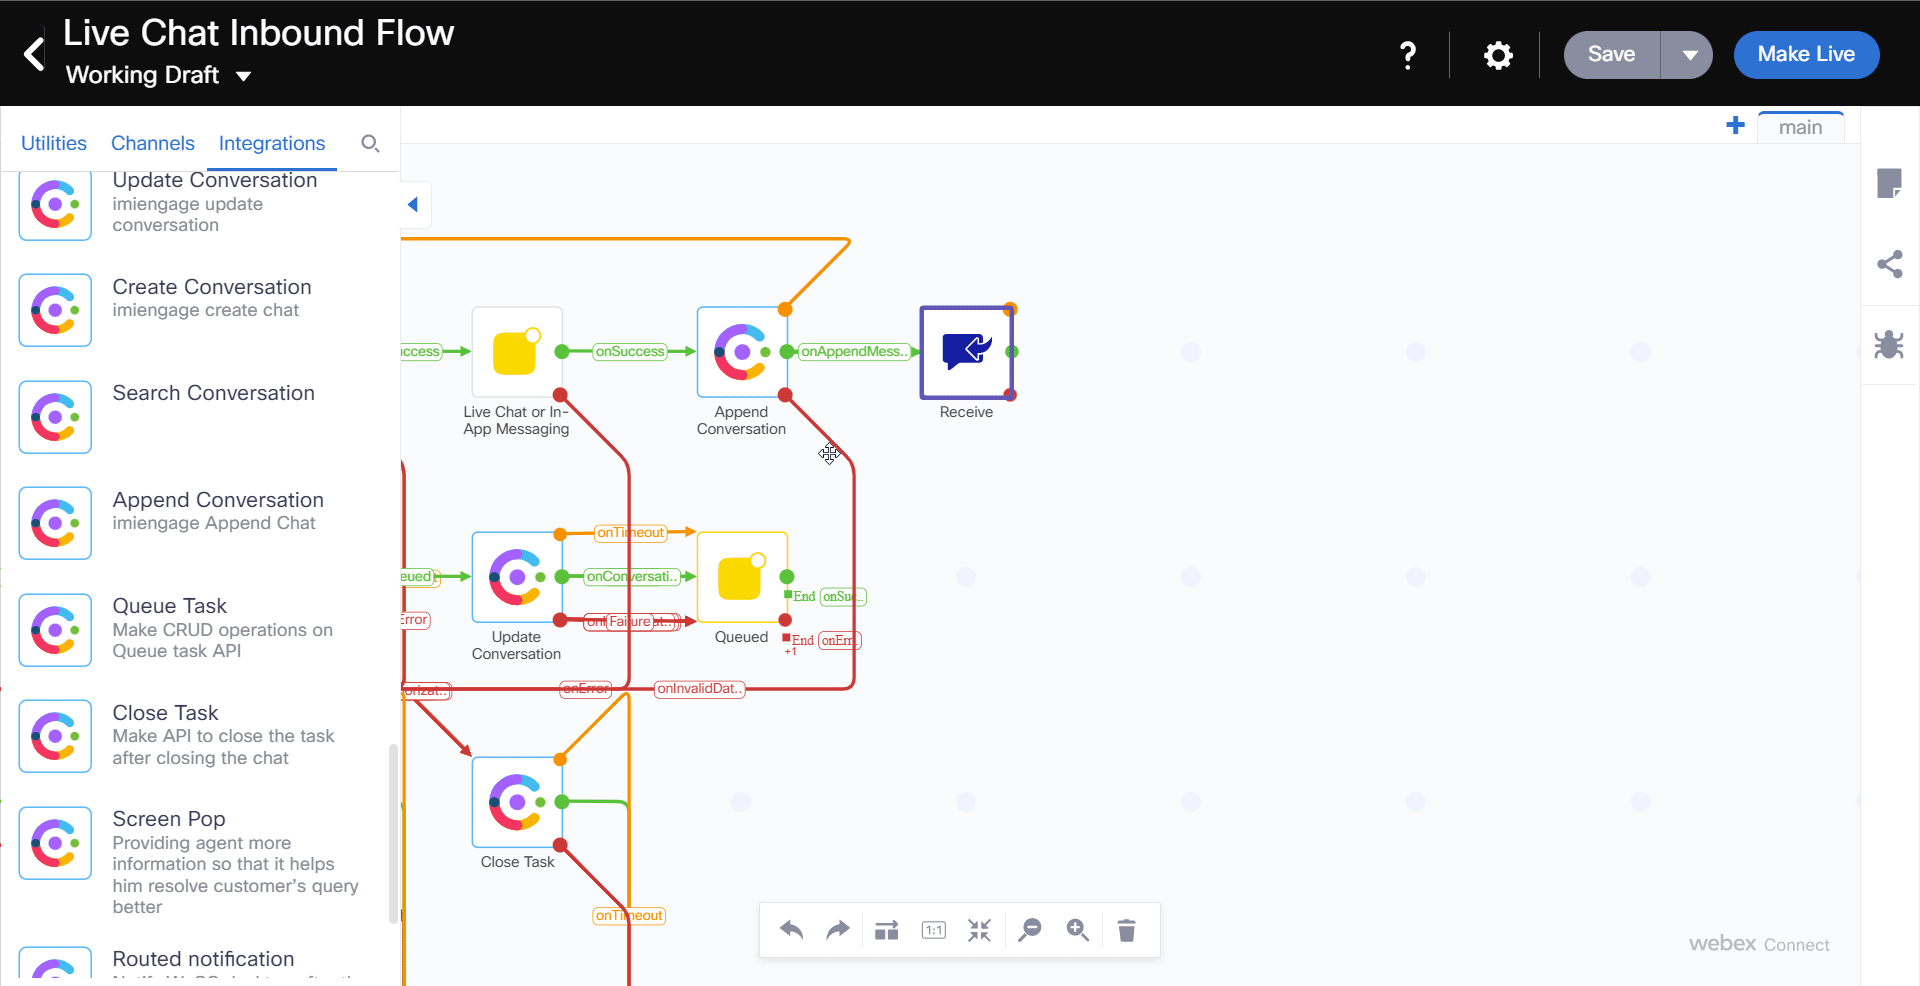 Live Chat Inbound Flow
Working Draft
?
Save
Make Live
Utilities
Channels
Integrations
main
Update Conversation
imiengage update
conversation
Create Conversation
imiengage create chat
Search Conversation
Append Conversation
imiengage Append Chat
Queue Task
Make CRUD operations on
Queue task API
Close Task
Make API to close the task
after closing the chat
Screen Pop
Providing agent more
information so that it helps
him resolve customer's query
better
Routed notification
onSuccess
onAppendMess..
Live Chat or In-
App Messaging
Append
Conversation
Receive
onTimeout
eued)
onConversati..
End onSuc..
rror
Failure
Update
Conversation
Queued
End onErr.
+1
orizat..
onError
onInvalidDat..
Close Task
onTimeout
1:1
webex Connect